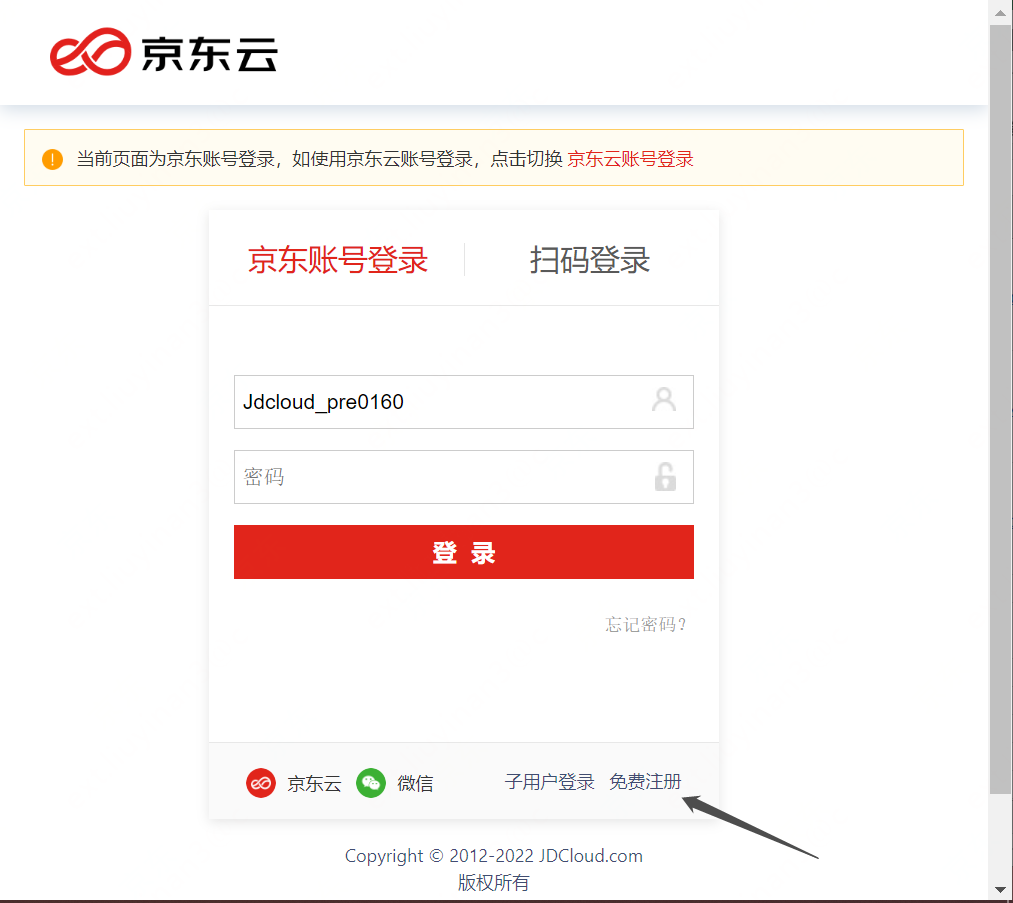 京东云
当前页面为京东账号登录，如使用京东云账号登录，点击切换 京东云账号登录
京东账号登录 扫码登录
Jdcloud_pre0160
密码
登 录
忘记密码?
京东云 微信 子用户登录 免费注册
Copyright © 2012-2022 JDCloud.com
版权所有